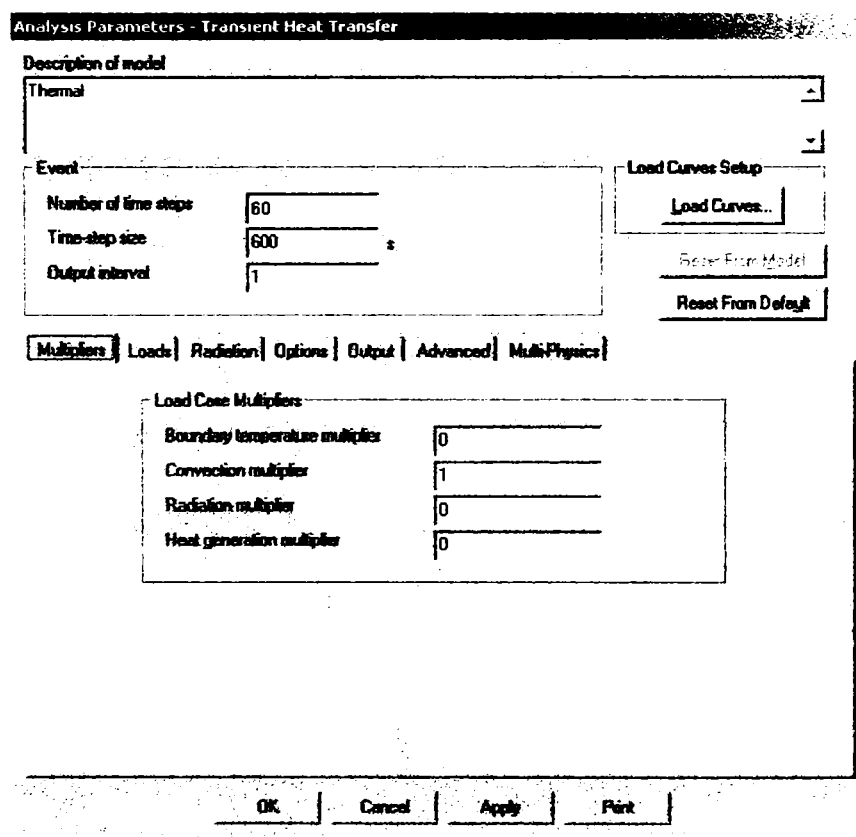 Analysis Parameters - Transient Heat Transfer
Description of model
Thermal
Event
Number of time steps 60
Time-step size 600 s
Output interval 1
Load Curves Setup
Load Curves...
Reset From Model
Reset From Default
Multipliers Loads Radiation Options Output Advanced Multi-Physics
Load Case Multipliers
Boundary temperature multiplier 0
Convection multiplier 1
Radiation multiplier 0
Heat generation multiplier 0
OK Cancel Apply Print